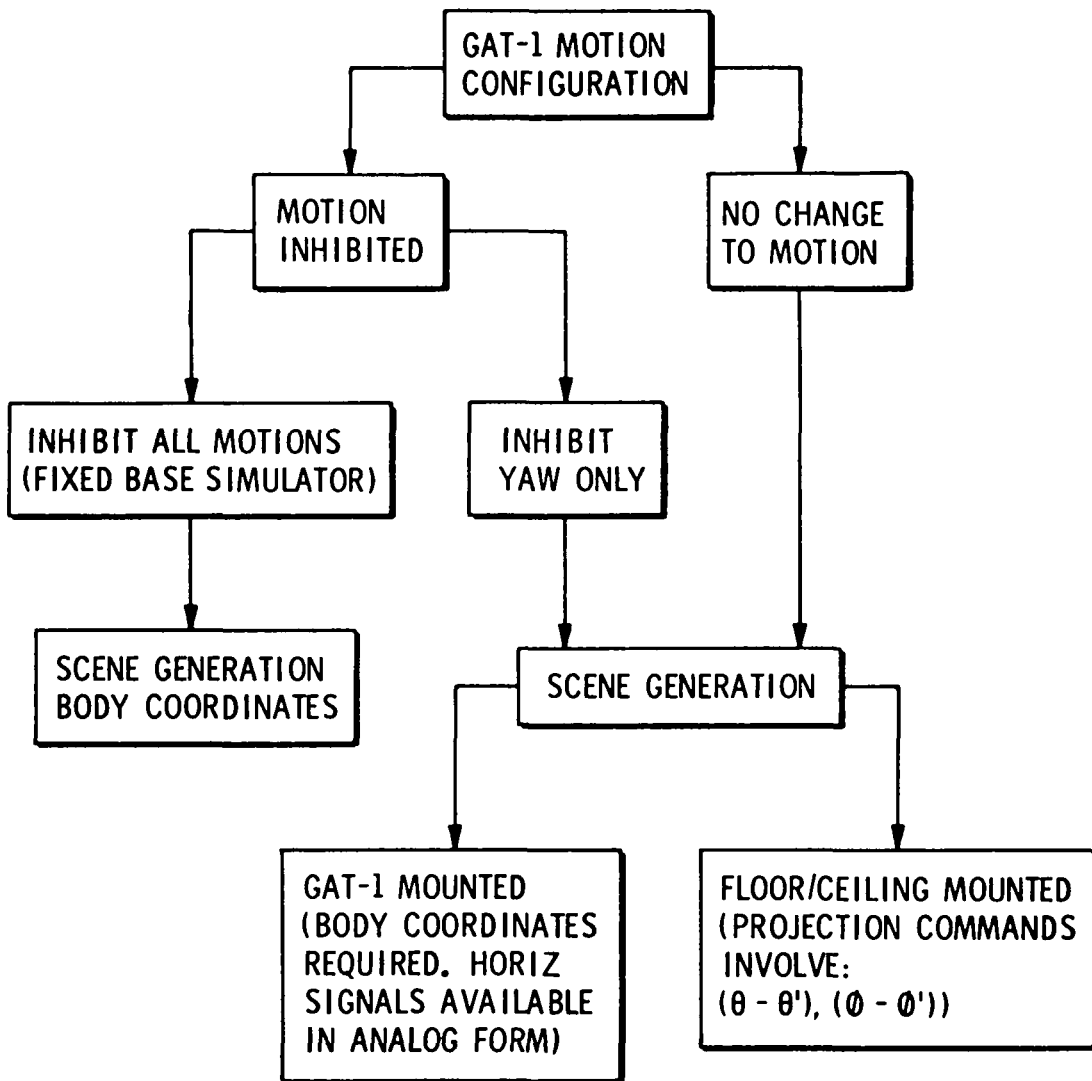 GAT-1 MOTION
CONFIGURATION
MOTION
INHIBITED
NO CHANGE
TO MOTION
INHIBIT ALL MOTIONS
(FIXED BASE SIMULATOR)
INHIBIT
YAW ONLY
SCENE GENERATION
BODY COORDINATES
SCENE GENERATION
GAT-1 MOUNTED
(BODY COORDINATES
REQUIRED. HORIZ
SIGNALS AVAILABLE
IN ANALOG FORM)
FLOOR/CEILING MOUNTED
(PROJECTION COMMANDS
INVOLVE:
(θ - θ'), (Ø - Ø'))